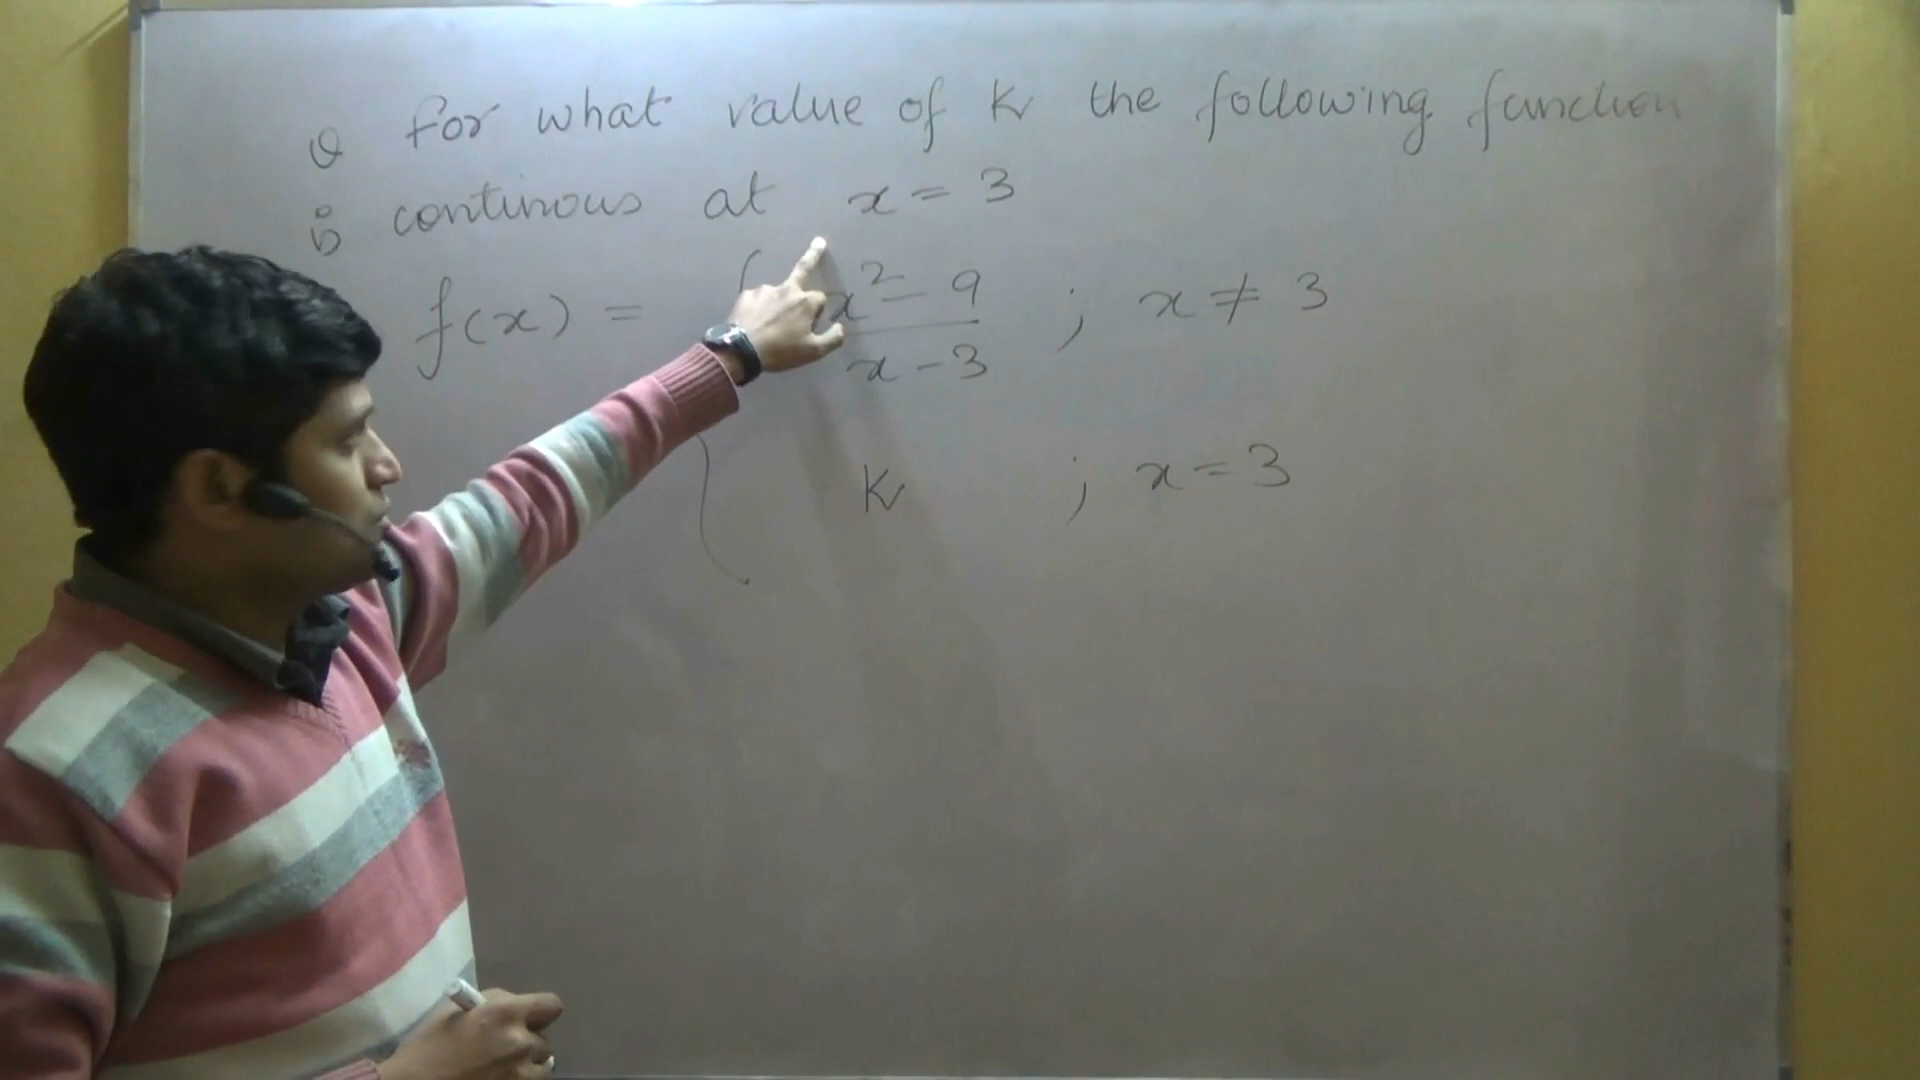 Q For what value of K the following function
is continous at x = 3
f(x) = { x² - 9 / x - 3 ; x ≠ 3
K ; x = 3